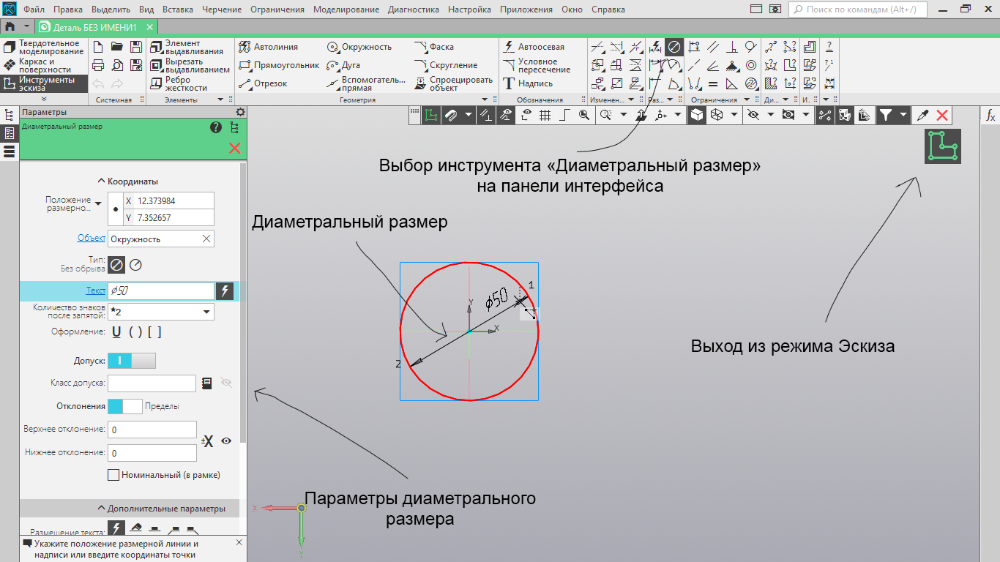 Файл Правка Выделить Вид Вставка Черчение Ограничения Моделирование Диагностика Настройка Приложения Окно Справка
Поиск по командам (Alt+/)
Деталь БЕЗ ИМЕНИ1
Твердотельное
моделирование
Каркас и
поверхности
Инструменты
эскиза
Системная
Элемент
выдавливания
Вырезать
выдавливанием
Ребро
жесткости
Элементы
Автолиния
Окружность
Фаска
Прямоугольник
Дуга
Скругление
Отрезок
Вспомогатель...
прямая
Спроецировать
объект
Геометрия
Автоосевая
Условное
пересечение
Надпись
Обозначения
Изменен...
Раз...
Ограничения
Ди...
И.
Параметры
Диаметральный размер
Координаты
Положение
размерно...
X 12.373984
Y 7.352657
Объект
Окружность
Тип:
Без обрыва
Текст
ϕ50
Количество знаков
после запятой:
*2
Оформление:
U ( ) [ ]
Допуск:
I
Класс допуска:
Отклонения
Пределы
Верхнее отклонение:
0
±X
Нижнее отклонение:
0
Номинальный (в рамке)
Дополнительные параметры
Размещение текста:
Укажите положение размерной линии и
надписи или введите координаты точки
Выбор инструмента «Диаметральный размер»
на панели интерфейса
Диаметральный размер
1
ϕ50
Y
X
2
Выход из режима Эскиза
Параметры диаметрального
размера
fx